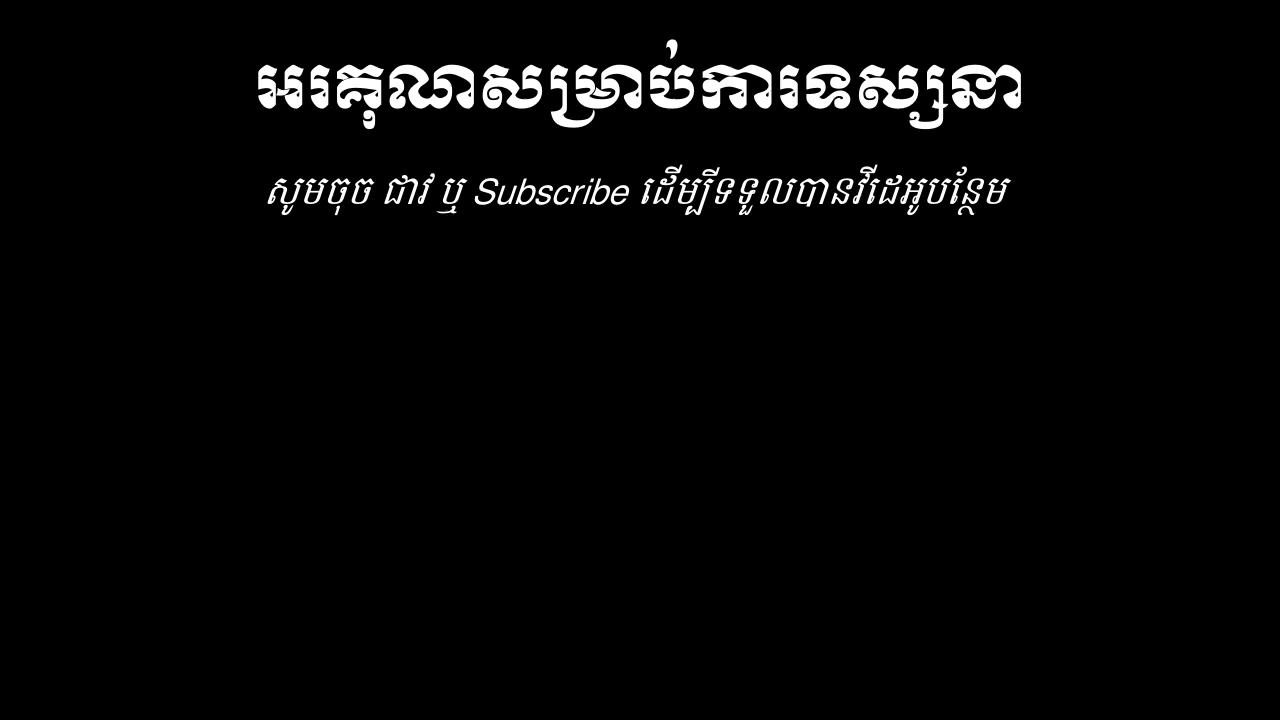 អរគុណសម្រាប់ការទស្សនា
សូមចុច ជាវ ឬ Subscribe ដើម្បីទទួលបានវីដេអូបន្ថែម